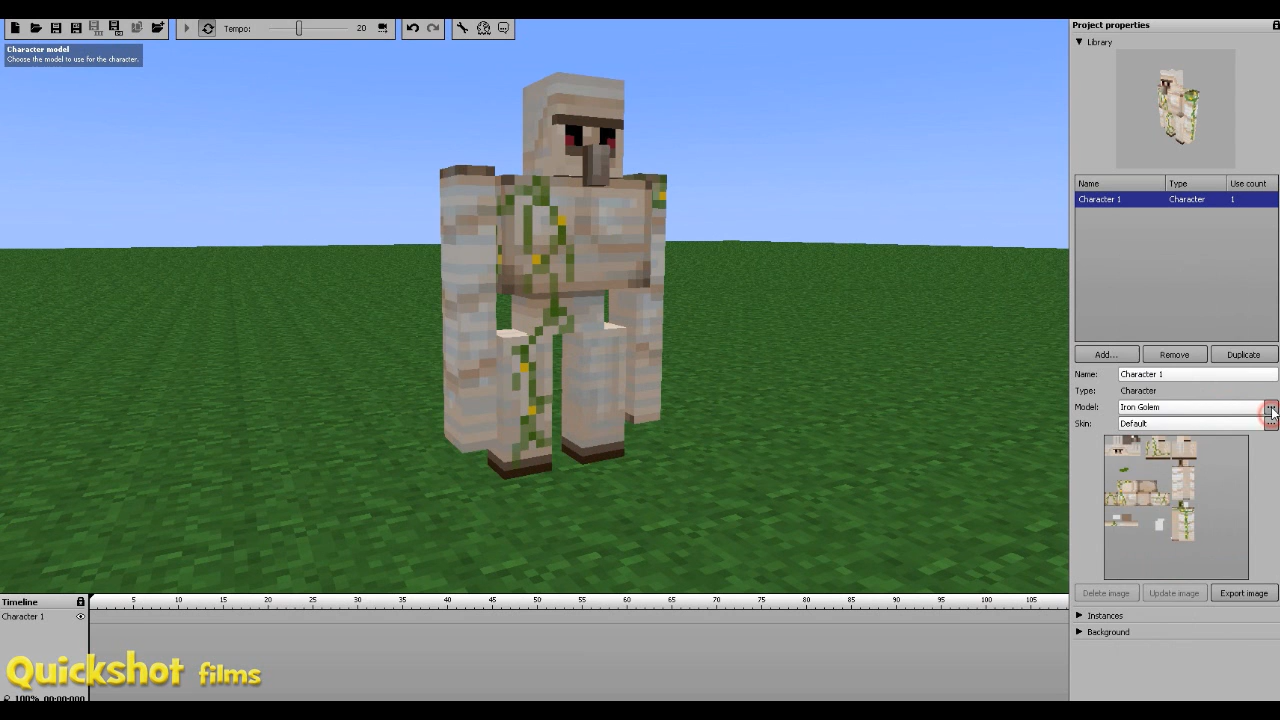 Tempo:
20
Project properties
Character model
Choose the model to use for the character.
Library
Name Type Use count
Character 1 Character 1
Add... Remove Duplicate
Name: Character 1
Type: Character
Model: Iron Golem
Skin: Default
Delete image Update image Export image
Instances
Background
Timeline
5 10 15 20 25 30 35 40 45 50 55 60 65 70 75 80 85 90 95 100 105
Character 1
Quickshot films
100%